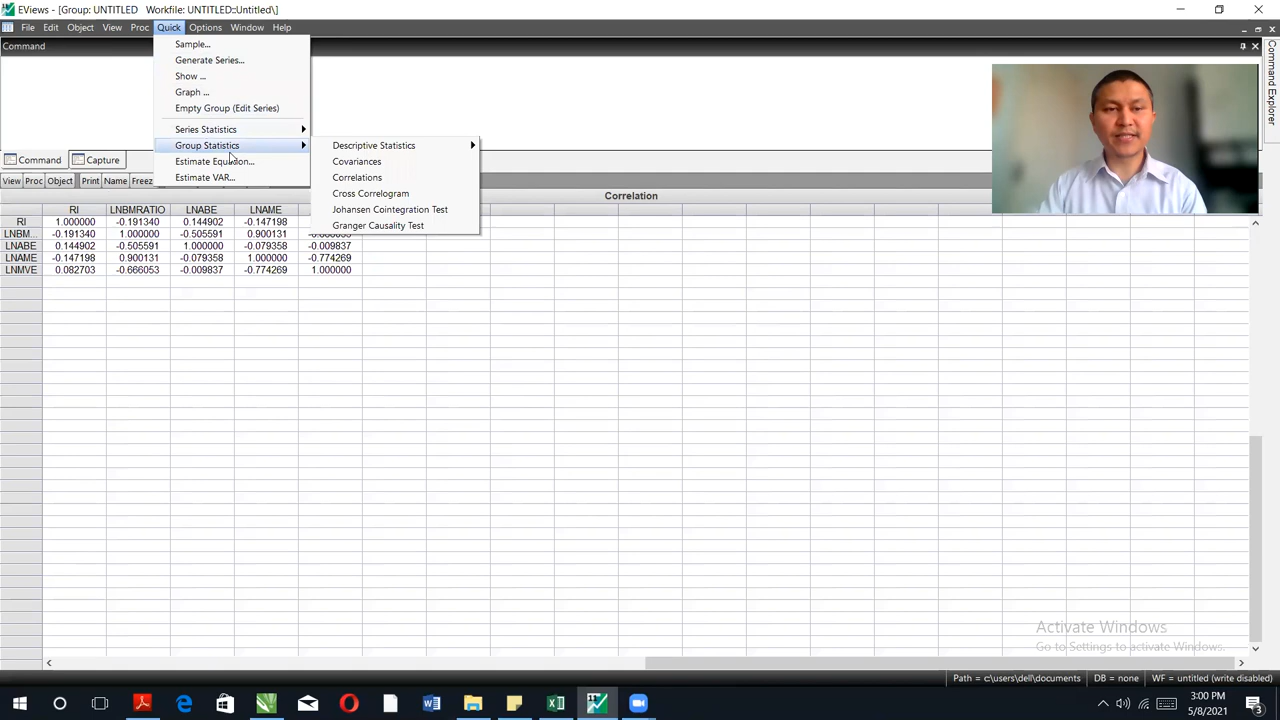 EViews - [Group: UNTITLED   Workfile: UNTITLED::Untitled\]
File Edit Object View Proc Quick Options Window Help
Command
Sample...
Generate Series...
Show ...
Graph ...
Empty Group (Edit Series)
Series Statistics
Group Statistics
Estimate Equation...
Estimate VAR...
Descriptive Statistics
Covariances
Correlations
Cross Correlogram
Johansen Cointegration Test
Granger Causality Test
Command Explorer
Command Capture
View Proc Object Print Name Freeze
Correlation
RI LNBMRATIO LNABE LNAME
RI 1.000000 -0.191340 0.144902 -0.147198
LNBM... -0.191340 1.000000 -0.505591 0.900131
LNABE 0.144902 -0.505591 1.000000 -0.079358 -0.009837
LNAME -0.147198 0.900131 -0.079358 1.000000 -0.774269
LNMVE 0.082703 -0.666053 -0.009837 -0.774269 1.000000
Activate Windows
Go to Settings to activate Windows.
Path = c:\users\dell\documents DB = none WF = untitled (write disabled)
3:00 PM
5/8/2021
3